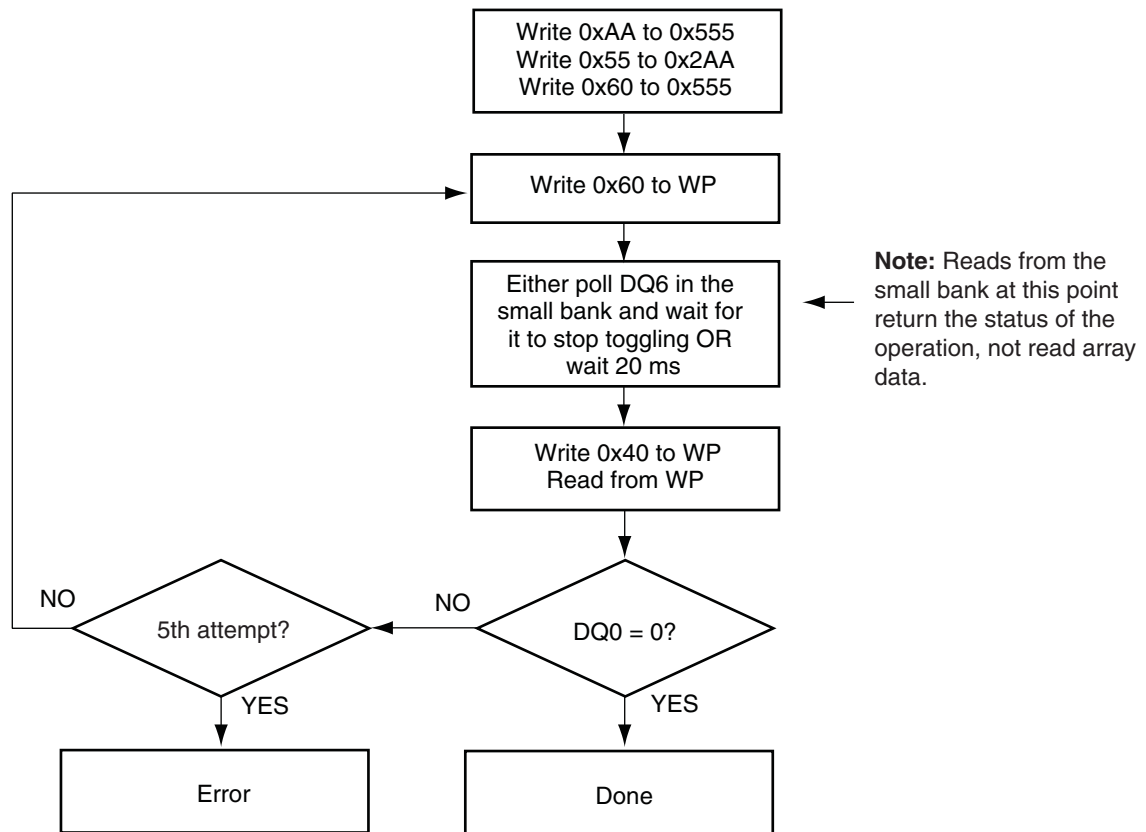 Write 0xAA to 0x555
Write 0x55 to 0x2AA
Write 0x60 to 0x555
Write 0x60 to WP
Either poll DQ6 in the
small bank and wait for
it to stop toggling OR
wait 20 ms
Note: Reads from the
small bank at this point
return the status of the
operation, not read array
data.
Write 0x40 to WP
Read from WP
NO
5th attempt?
NO
DQ0 = 0?
YES
YES
Error
Done